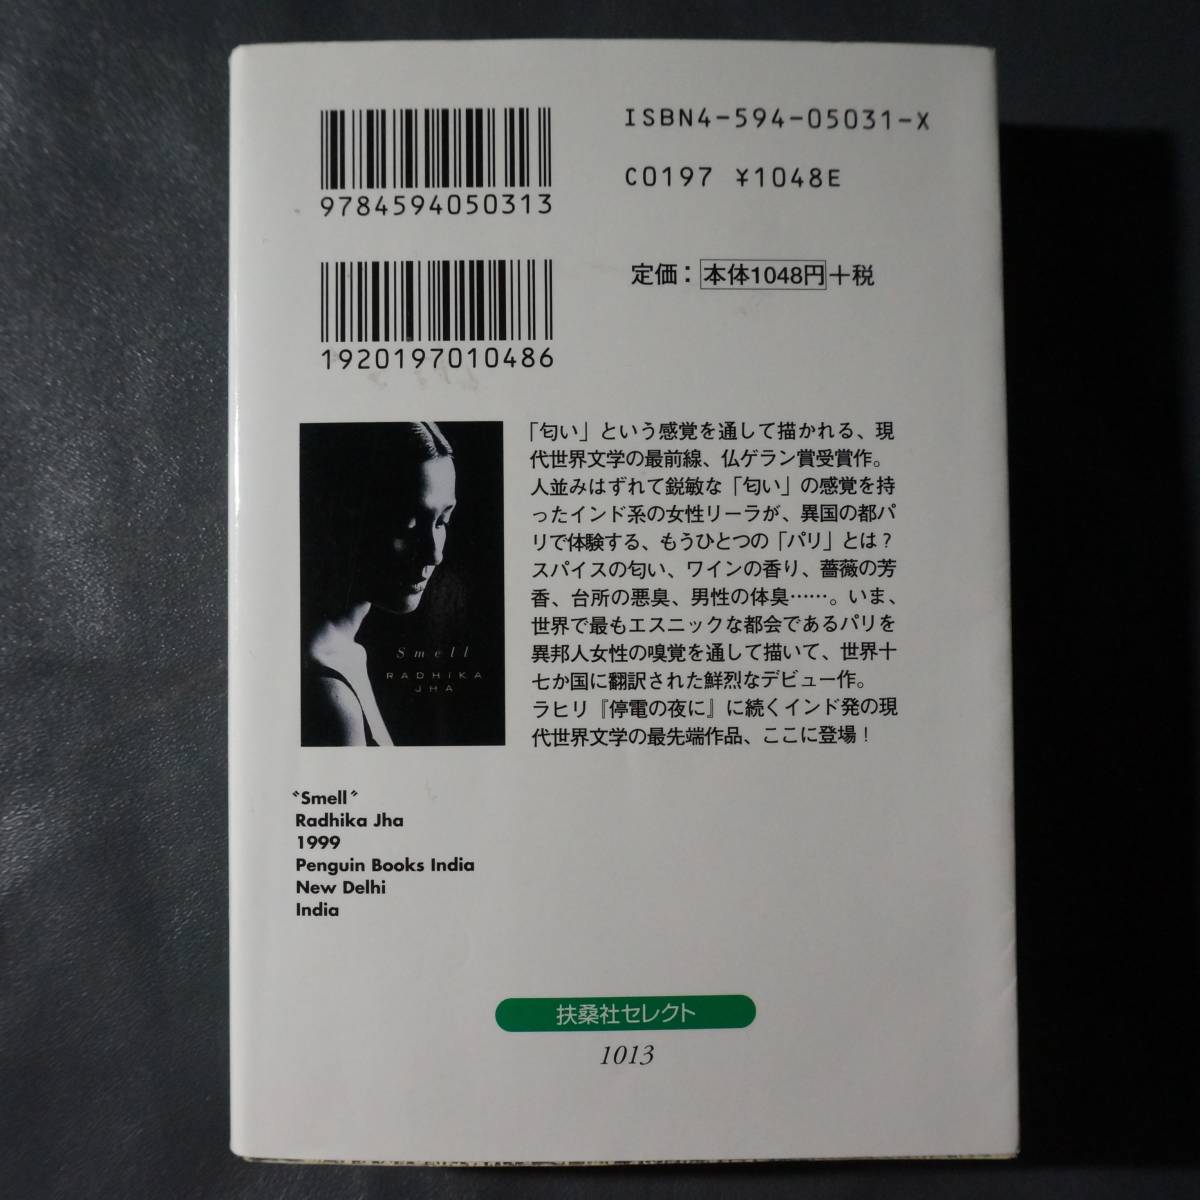 ISBN4-594-05031-X
9784594050313
C0197 ¥1048E
定価：本体1048円+税
1920197010486
「匂い」という感覚を通して描かれる、現
代世界文学の最前線、仏ゲラン賞受賞作。
人並みはずれて鋭敏な「匂い」の感覚を持
ったインド系の女性リーラが、異国の都パ
リで体験する、もうひとつの「パリ」とは？
スパイスの匂い、ワインの香り、薔薇の芳
香、台所の悪臭、男性の体臭……。いま、
世界で最もエスニックな都会であるパリを
異邦人女性の嗅覚を通して描いて、世界十
七か国に翻訳された鮮烈なデビュー作。
ラヒリ『停電の夜に』に続くインド発の現
代世界文学の最先端作品、ここに登場！
Smell
RADHIKA
JHA
〝Smell〞
Radhika Jha
1999
Penguin Books India
New Delhi
India
扶桑社セレクト
1013